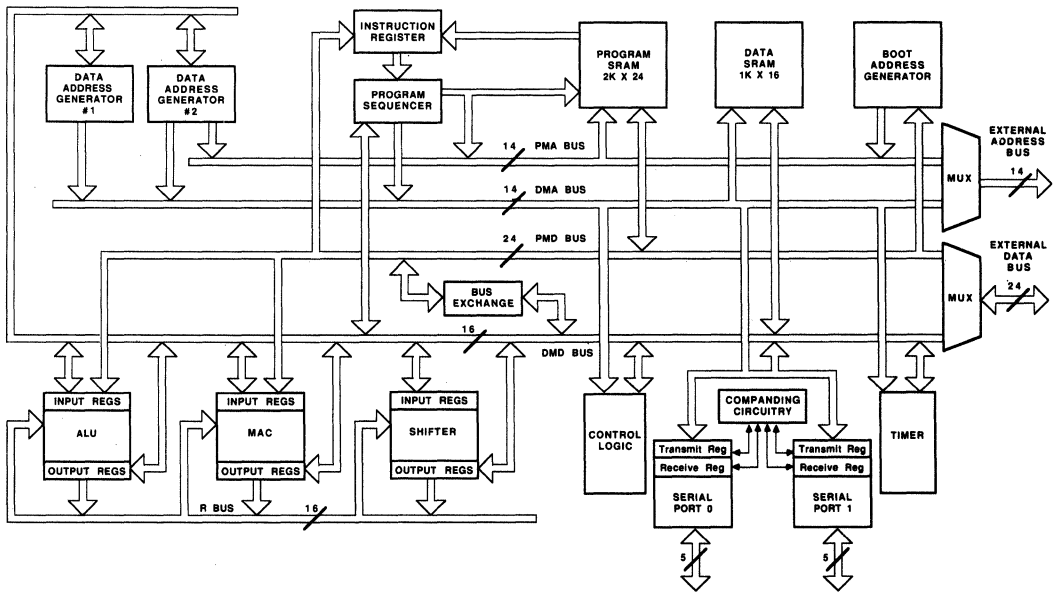 INSTRUCTION
REGISTER
PROGRAM
SRAM
2K X 24
DATA
SRAM
1K X 16
BOOT
ADDRESS
GENERATOR
DATA
ADDRESS
GENERATOR
#1
DATA
ADDRESS
GENERATOR
#2
PROGRAM
SEQUENCER
EXTERNAL
ADDRESS
BUS
14 PMA BUS
MUX
14
14 DMA BUS
24 PMD BUS
EXTERNAL
DATA
BUS
BUS
EXCHANGE
MUX
24
16
DMD BUS
INPUT REGS
ALU
OUTPUT REGS
INPUT REGS
MAC
OUTPUT REGS
INPUT REGS
SHIFTER
OUTPUT REGS
CONTROL
LOGIC
COMPANDING
CIRCUITRY
TIMER
Transmit Reg
Receive Reg
SERIAL
PORT 0
Transmit Reg
Receive Reg
SERIAL
PORT 1
R BUS
16
5
5